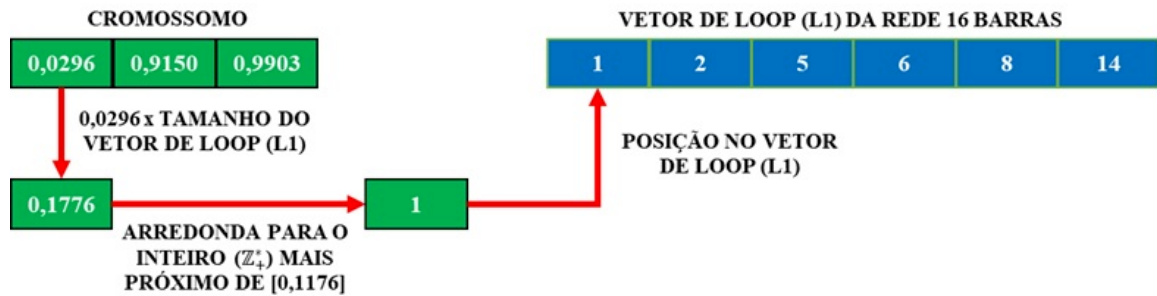 CROMOSSOMO
VETOR DE LOOP (L1) DA REDE 16 BARRAS
0,0296 0,9150 0,9903
1 2 5 6 8 14
0,0296 x TAMANHO DO
VETOR DE LOOP (L1)
POSIÇÃO NO VETOR
DE LOOP (L1)
0,1776
1
ARREDONDA PARA O
INTEIRO (ℤ₊*) MAIS
PRÓXIMO DE [0,1176]